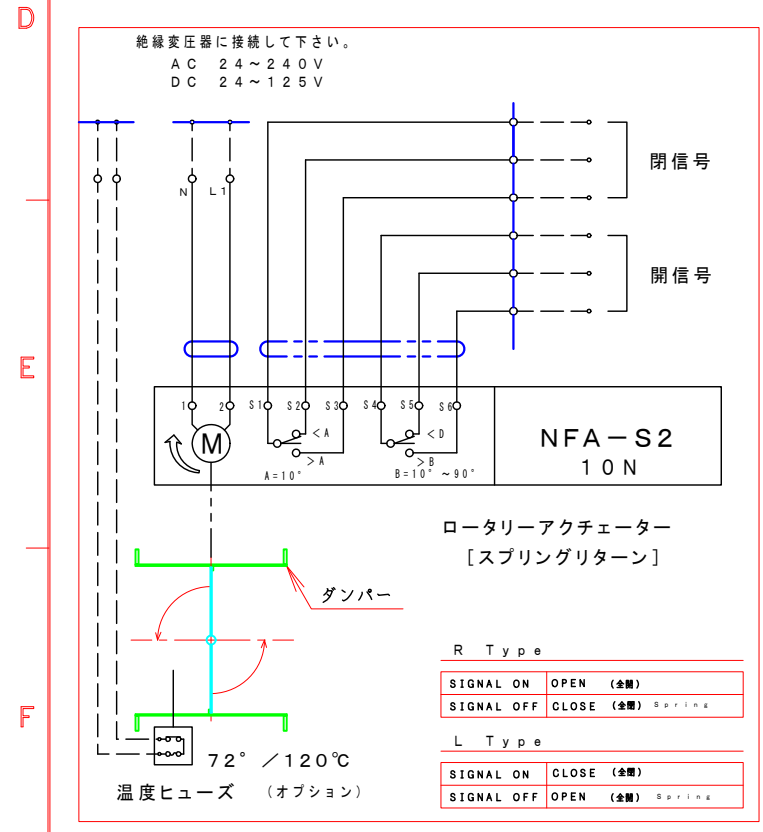 D
絶縁変圧器に接続して下さい。
AC 24~240V
DC 24~125V
閉信号
N L1
開信号
E
1 2 S1 S2 S3 S4 S5 S6
M
<A
>A
A=10°
<D
>B
B=10° ~90°
NFA-S2
10N
ロータリーアクチェーター
[スプリングリターン]
ダンパー
R Type
SIGNAL ON OPEN (全開)
SIGNAL OFF CLOSE (全閉) Spring
F
L Type
SIGNAL ON CLOSE (全閉)
SIGNAL OFF OPEN (全開) Spring
72° /120℃
温度ヒューズ (オプション)